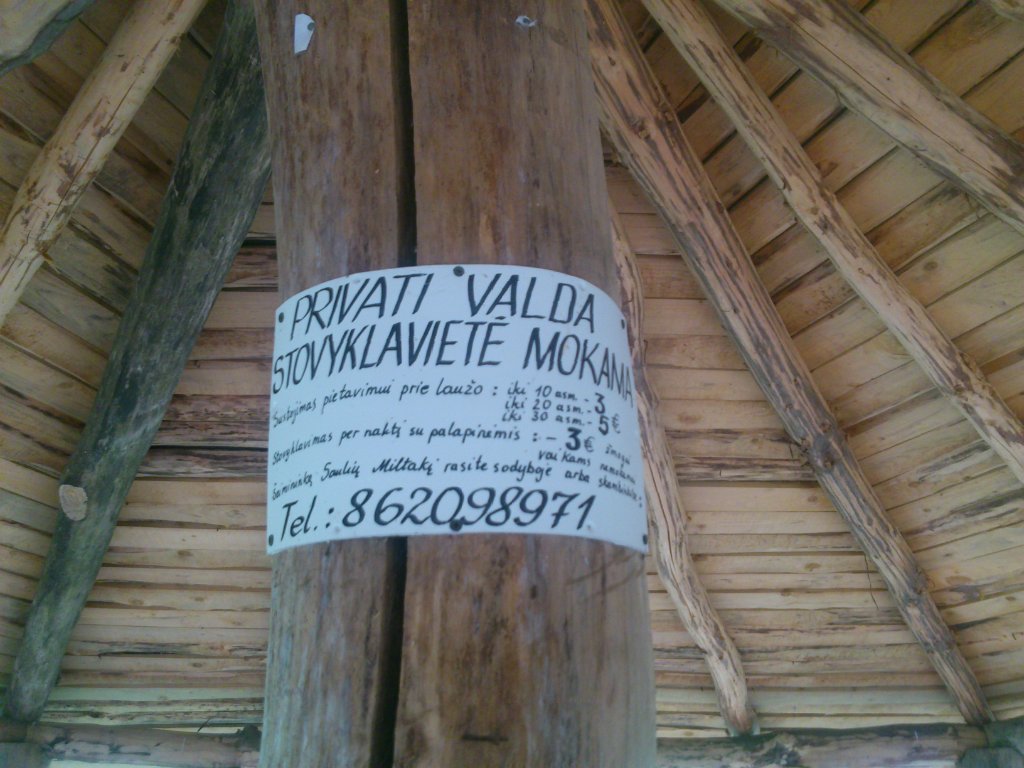 PRIVATI VALDA
STOVYKLAVIETĖ MOKAMA
Sustojimas pietavimui prie laužo : iki 10 asm. - 3
iki 20 asm. - 5 €
iki 30 asm. -
Stovyklavimas per naktį su palapinėmis : - 3 € žmogui
vaikams
Šeimininką Saulių Miltakį rasite sodyboje arba skambinkite :
Tel. : 862098971